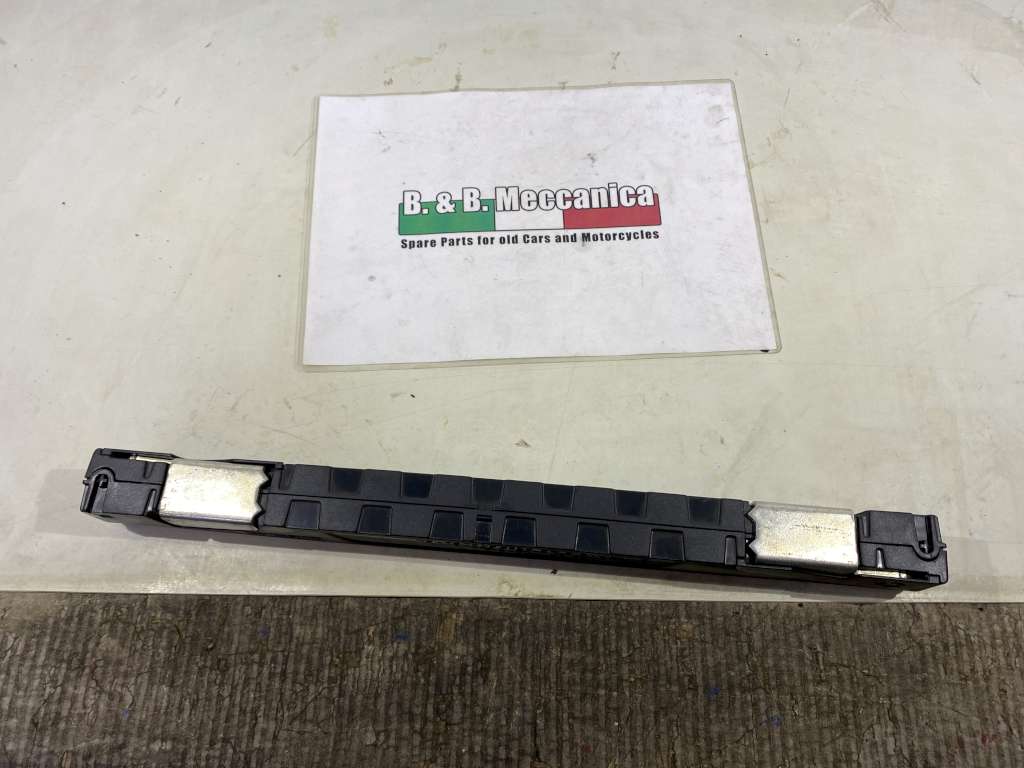 B. & B. Meccanica
Spare Parts for old Cars and Motorcycles